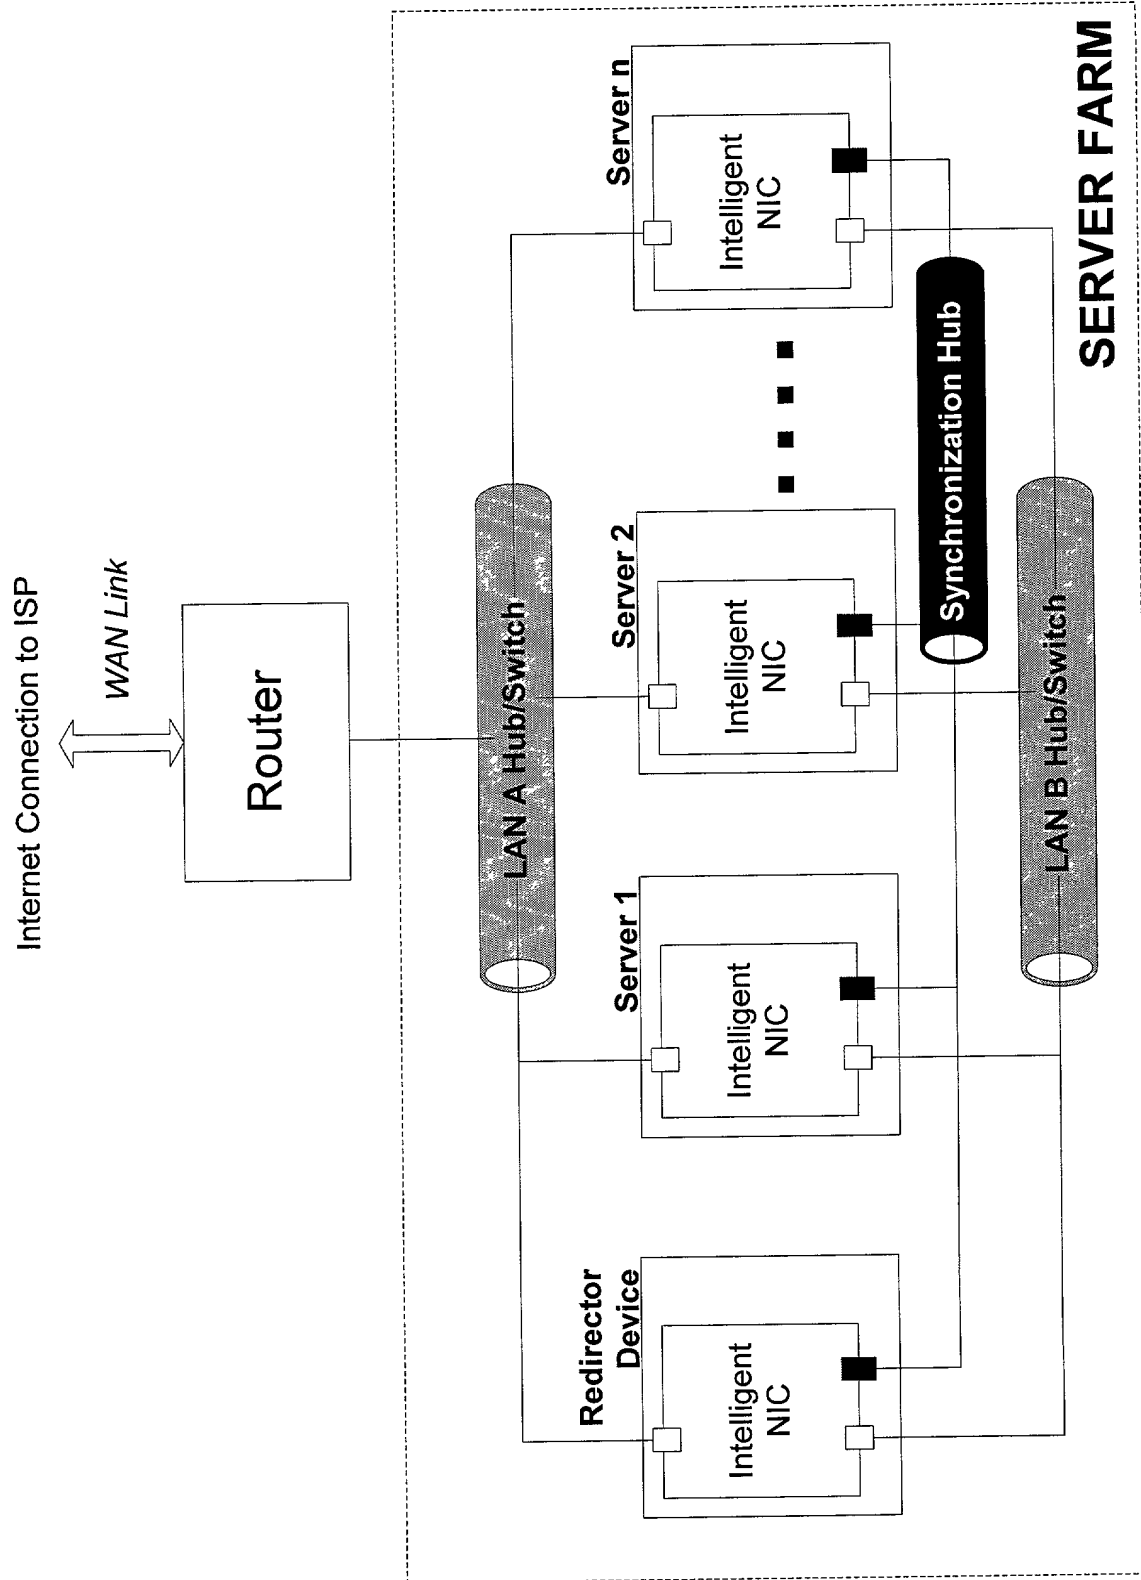 Internet Connection to ISP
WAN Link
Router
LAN A Hub/Switch
Redirector
Device
Server 1
Server 2
Server n
Intelligent
NIC
Intelligent
NIC
Intelligent
NIC
Intelligent
NIC
Synchronization Hub
LAN B Hub/Switch
SERVER FARM